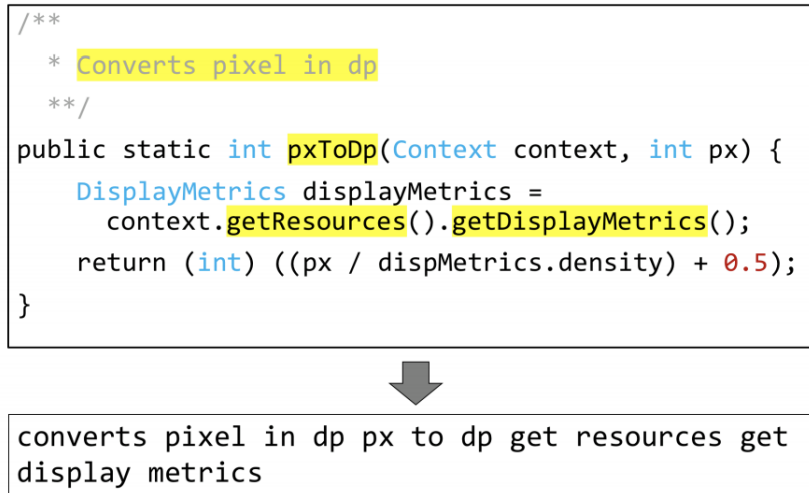 /**
* Converts pixel in dp
**/
public static int pxToDp(Context context, int px) {
DisplayMetrics displayMetrics =
context.getResources().getDisplayMetrics();
return (int) ((px / dispMetrics.density) + 0.5);
}
converts pixel in dp px to dp get resources get
display metrics